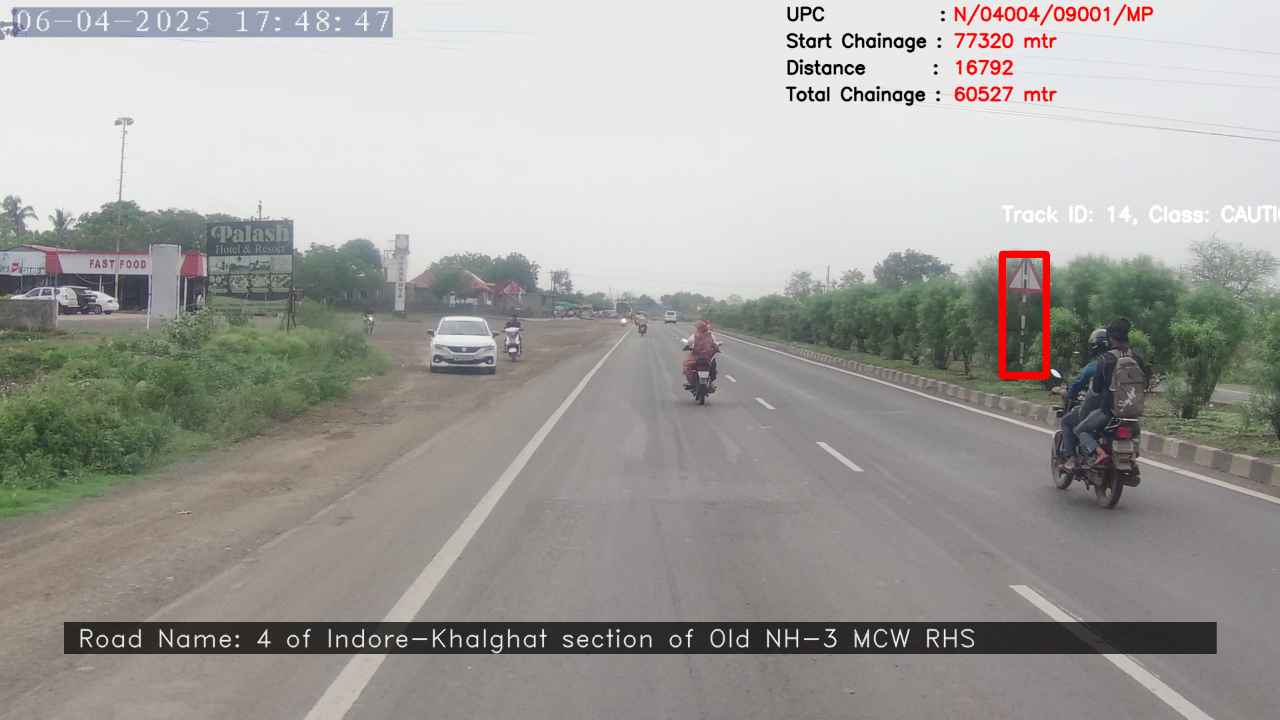 06-04-2025 17:48:47
UPC : N/04004/09001/MP
Start Chainage : 77320 mtr
Distance : 16792
Total Chainage : 60527 mtr
Track ID: 14, Class: CAUTI
Palash
Hotel & Resort
FAST FOOD
Road Name: 4 of Indore-Khalghat section of Old NH-3 MCW RHS